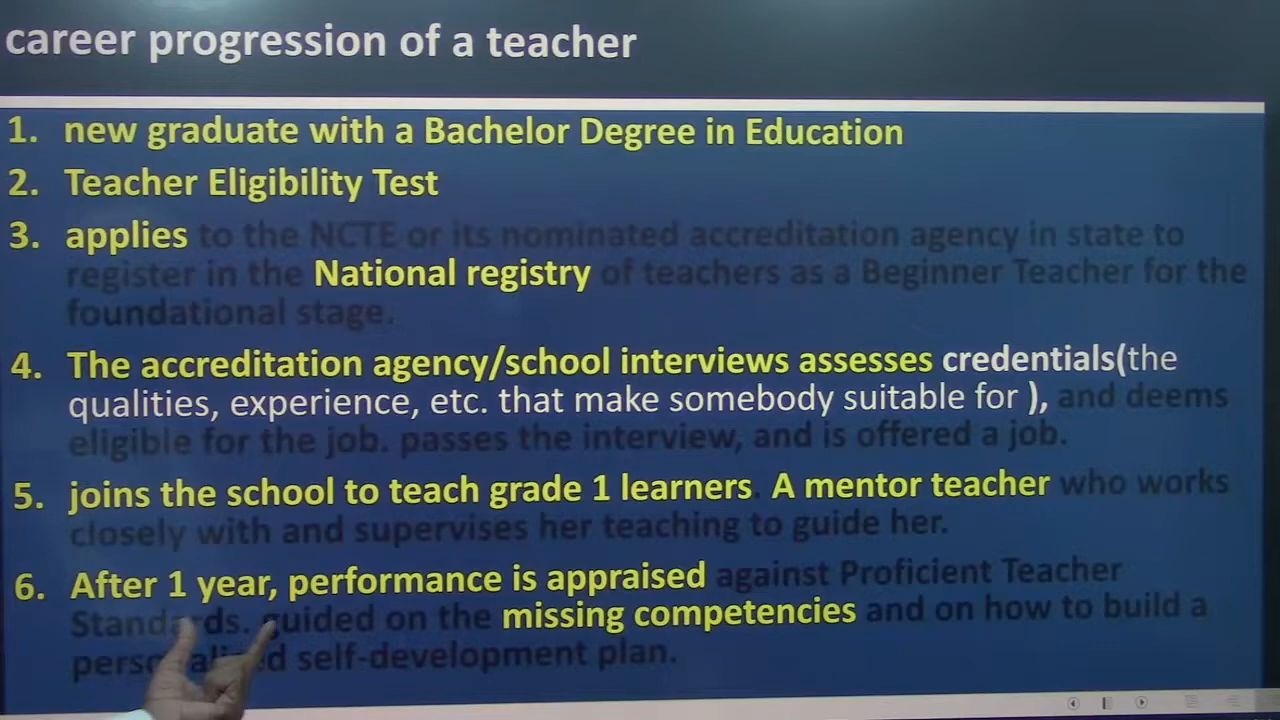 career progression of a teacher
1. new graduate with a Bachelor Degree in Education
2. Teacher Eligibility Test
3. applies to the NCTE or its nominated accreditation agency in state to
register in the National registry of teachers as a Beginner Teacher for the
foundational stage.
4. The accreditation agency/school interviews assesses credentials(the
qualities, experience, etc. that make somebody suitable for ), and deems
eligible for the job. passes the interview, and is offered a job.
5. joins the school to teach grade 1 learners. A mentor teacher who works
closely with and supervises her teaching to guide her.
6. After 1 year, performance is appraised against Proficient Teacher
Standards. guided on the missing competencies and on how to build a
personalized self-development plan.